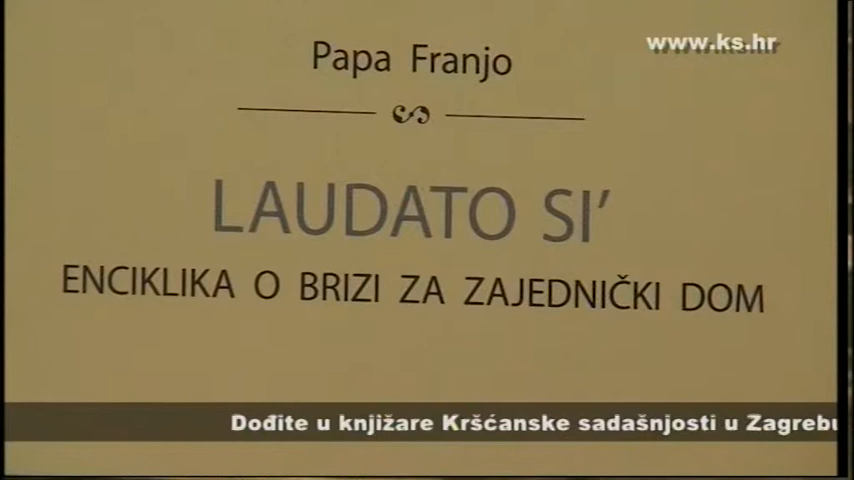 www.ks.hr
Papa Franjo
LAUDATO SI’
ENCIKLIKA O BRIZI ZA ZAJEDNIČKI DOM
Dođite u knjižare Kršćanske sadašnjosti u Zagrebu